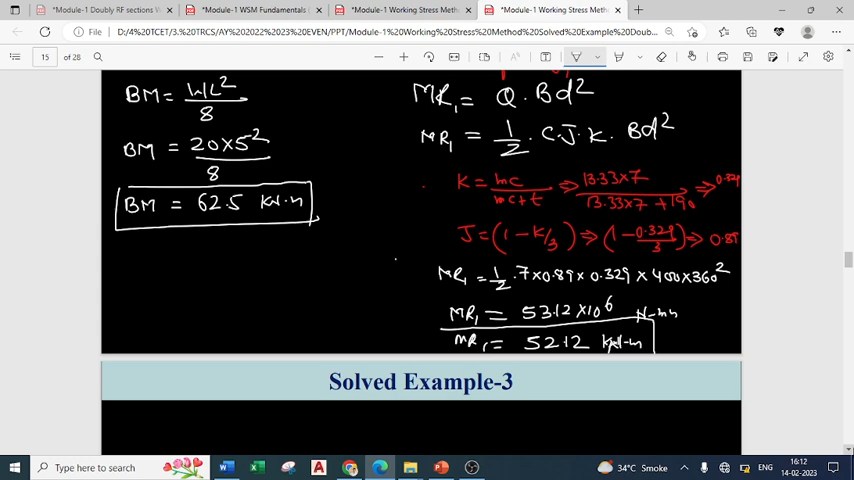 *Module-1 Doubly RF sections W
*Module-1 WSM Fundamentals
*Module-1 Working Stress Metho
*Module-1 Working Stress Metho
File
D:/4%20TCET/3.%20TRCS/AY%202022%2023%20EVEN/PPT/Module-1%20Working%20Stress%20Method%20Solved%20Example%20Doub...
15 of 28
BM = WL²/8
BM = 20×5²/8
BM = 62.5 KN.m
MR₁ = Q . Bd²
MR₁ = 1/2 . C.J.K. Bd²
K = mc/mc+t ⇒ 13.33×7/13.33×7+190 ⇒ 0.329
J = (1 - K/3) ⇒ (1 - 0.329/3) ⇒ 0.89
MR₁ = 1/2 .7×0.89×0.329×400×360²
MR₁ = 53.12×10⁶ N-mm
MR₁ = 52.12 KN-m
Solved Example-3
Type here to search
34°C Smoke
ENG
16:12
14-02-2023